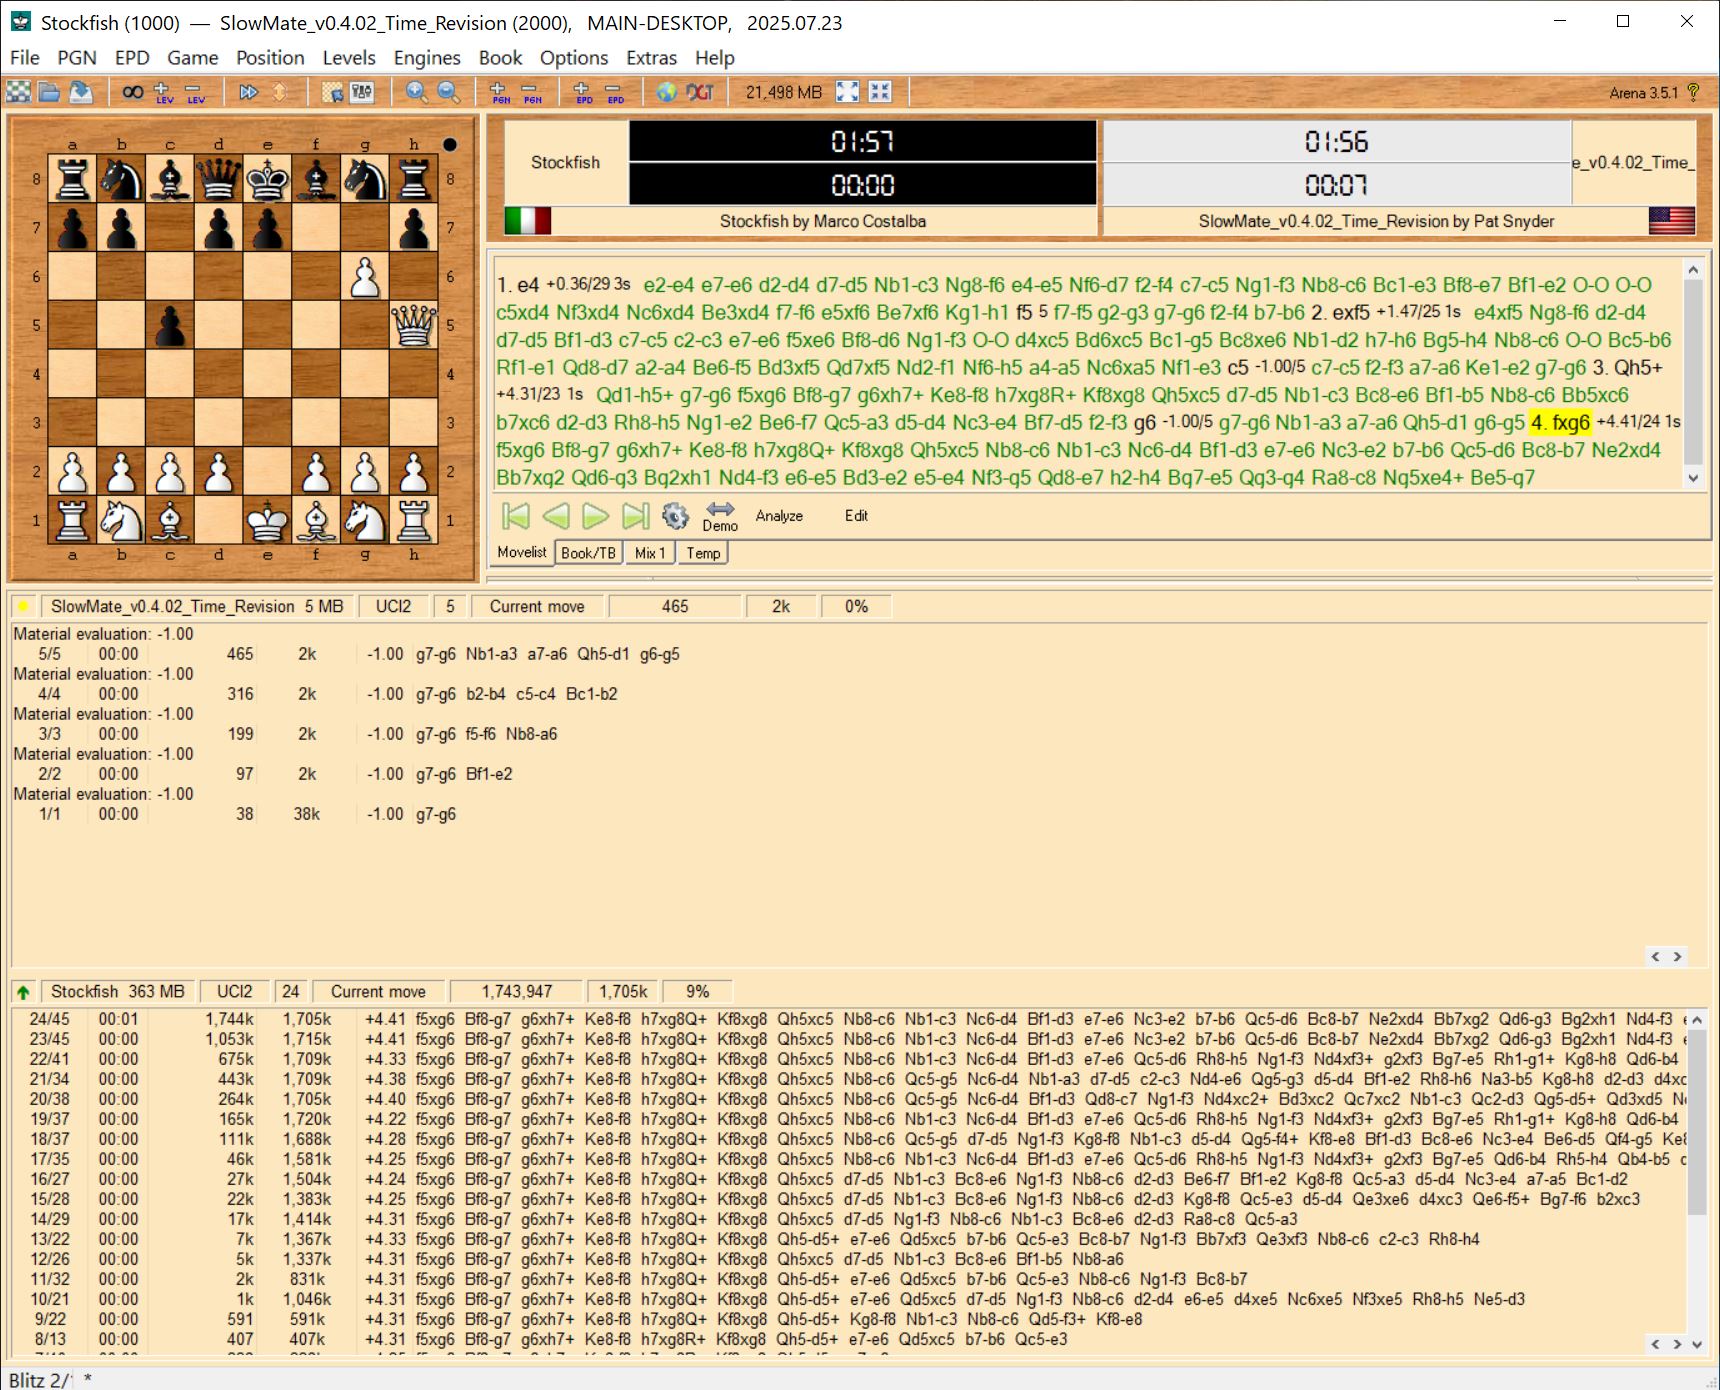 Stockfish (1000) — SlowMate_v0.4.02_Time_Revision (2000), MAIN-DESKTOP, 2025.07.23
File PGN EPD Game Position Levels Engines Book Options Extras Help
LEV LEV PGN PGN EPD EPD DGT 21,498 MB Arena 3.5.1 ?
a b c d e f g h
8 8
7 7
6 6
5 5
4 4
3 3
2 2
1 1
a b c d e f g h
Stockfish 01:57 00:00
01:56 00:07 e_v0.4.02_Time_
Stockfish by Marco Costalba
SlowMate_v0.4.02_Time_Revision by Pat Snyder
1. e4 +0.36/29 3s e2-e4 e7-e6 d2-d4 d7-d5 Nb1-c3 Ng8-f6 e4-e5 Nf6-d7 f2-f4 c7-c5 Ng1-f3 Nb8-c6 Bc1-e3 Bf8-e7 Bf1-e2 O-O O-O
c5xd4 Nf3xd4 Nc6xd4 Be3xd4 f7-f6 e5xf6 Be7xf6 Kg1-h1 f5 5 f7-f5 g2-g3 g7-g6 f2-f4 b7-b6 2. exf5 +1.47/25 1s e4xf5 Ng8-f6 d2-d4
d7-d5 Bf1-d3 c7-c5 c2-c3 e7-e6 f5xe6 Bf8-d6 Ng1-f3 O-O d4xc5 Bd6xc5 Bc1-g5 Bc8xe6 Nb1-d2 h7-h6 Bg5-h4 Nb8-c6 O-O Bc5-b6
Rf1-e1 Qd8-d7 a2-a4 Be6-f5 Bd3xf5 Qd7xf5 Nd2-f1 Nf6-h5 a4-a5 Nc6xa5 Nf1-e3 c5 -1.00/5 c7-c5 f2-f3 a7-a6 Ke1-e2 g7-g6 3. Qh5+
+4.31/23 1s Qd1-h5+ g7-g6 f5xg6 Bf8-g7 g6xh7+ Ke8-f8 h7xg8R+ Kf8xg8 Qh5xc5 d7-d5 Nb1-c3 Bc8-e6 Bf1-b5 Nb8-c6 Bb5xc6
b7xc6 d2-d3 Rh8-h5 Ng1-e2 Be6-f7 Qc5-a3 d5-d4 Nc3-e4 Bf7-d5 f2-f3 g6 -1.00/5 g7-g6 Nb1-a3 a7-a6 Qh5-d1 g6-g5 4. fxg6 +4.41/24 1s
f5xg6 Bf8-g7 g6xh7+ Ke8-f8 h7xg8Q+ Kf8xg8 Qh5xc5 Nb8-c6 Nb1-c3 Nc6-d4 Bf1-d3 e7-e6 Nc3-e2 b7-b6 Qc5-d6 Bc8-b7 Ne2xd4
Bb7xg2 Qd6-g3 Bg2xh1 Nd4-f3 e6-e5 Bd3-e2 e5-e4 Nf3-g5 Qd8-e7 h2-h4 Bg7-e5 Qg3-g4 Ra8-c8 Ng5xe4+ Be5-g7
Demo Analyze Edit
Movelist Book/TB Mix 1 Temp
SlowMate_v0.4.02_Time_Revision 5 MB UCI2 5 Current move 465 2k 0%
Material evaluation: -1.00
5/5 00:00 465 2k -1.00 g7-g6 Nb1-a3 a7-a6 Qh5-d1 g6-g5
Material evaluation: -1.00
4/4 00:00 316 2k -1.00 g7-g6 b2-b4 c5-c4 Bc1-b2
Material evaluation: -1.00
3/3 00:00 199 2k -1.00 g7-g6 f5-f6 Nb8-a6
Material evaluation: -1.00
2/2 00:00 97 2k -1.00 g7-g6 Bf1-e2
Material evaluation: -1.00
1/1 00:00 38 38k -1.00 g7-g6
Stockfish 363 MB UCI2 24 Current move 1,743,947 1,705k 9%
24/45 00:01 1,744k 1,705k +4.41 f5xg6 Bf8-g7 g6xh7+ Ke8-f8 h7xg8Q+ Kf8xg8 Qh5xc5 Nb8-c6 Nb1-c3 Nc6-d4 Bf1-d3 e7-e6 Nc3-e2 b7-b6 Qc5-d6 Bc8-b7 Ne2xd4 Bb7xg2 Qd6-g3 Bg2xh1 Nd4-f3
23/45 00:00 1,053k 1,715k +4.41 f5xg6 Bf8-g7 g6xh7+ Ke8-f8 h7xg8Q+ Kf8xg8 Qh5xc5 Nb8-c6 Nb1-c3 Nc6-d4 Bf1-d3 e7-e6 Nc3-e2 b7-b6 Qc5-d6 Bc8-b7 Ne2xd4 Bb7xg2 Qd6-g3 Bg2xh1 Nd4-f3
22/41 00:00 675k 1,709k +4.33 f5xg6 Bf8-g7 g6xh7+ Ke8-f8 h7xg8Q+ Kf8xg8 Qh5xc5 Nb8-c6 Nb1-c3 Nc6-d4 Bf1-d3 e7-e6 Qc5-d6 Rh8-h5 Ng1-f3 Nd4xf3+ g2xf3 Bg7-e5 Rh1-g1+ Kg8-h8 Qd6-b4
21/34 00:00 443k 1,709k +4.38 f5xg6 Bf8-g7 g6xh7+ Ke8-f8 h7xg8Q+ Kf8xg8 Qh5xc5 Nb8-c6 Qc5-g5 Nc6-d4 Nb1-a3 d7-d5 c2-c3 Nd4-e6 Qg5-g3 d5-d4 Bf1-e2 Rh8-h6 Na3-b5 Kg8-h8 d2-d3 d4xc
20/38 00:00 264k 1,705k +4.40 f5xg6 Bf8-g7 g6xh7+ Ke8-f8 h7xg8Q+ Kf8xg8 Qh5xc5 Nb8-c6 Qc5-g5 Nc6-d4 Bf1-d3 Qd8-c7 Ng1-f3 Nd4xc2+ Bd3xc2 Qc7xc2 Nb1-c3 Qc2-d3 Qg5-d5+ Qd3xd5
19/37 00:00 165k 1,720k +4.22 f5xg6 Bf8-g7 g6xh7+ Ke8-f8 h7xg8Q+ Kf8xg8 Qh5xc5 Nb8-c6 Nb1-c3 Nc6-d4 Bf1-d3 e7-e6 Qc5-d6 Rh8-h5 Ng1-f3 Nd4xf3+ g2xf3 Bg7-e5 Rh1-g1+ Kg8-h8 Qd6-b4
18/37 00:00 111k 1,688k +4.28 f5xg6 Bf8-g7 g6xh7+ Ke8-f8 h7xg8Q+ Kf8xg8 Qh5xc5 Nb8-c6 Qc5-g5 d7-d5 Ng1-f3 Kg8-f8 Nb1-c3 d5-d4 Qg5-f4+ Kf8-e8 Bf1-d3 Bc8-e6 Nc3-e4 Be6-d5 Qf4-g5
17/35 00:00 46k 1,581k +4.25 f5xg6 Bf8-g7 g6xh7+ Ke8-f8 h7xg8Q+ Kf8xg8 Qh5xc5 Nb8-c6 Nb1-c3 Nc6-d4 Bf1-d3 e7-e6 Qc5-d6 Rh8-h5 Ng1-f3 Nd4xf3+ g2xf3 Bg7-e5 Qd6-b4 Rh5-h4 Qb4-b5
16/27 00:00 27k 1,504k +4.24 f5xg6 Bf8-g7 g6xh7+ Ke8-f8 h7xg8Q+ Kf8xg8 Qh5xc5 d7-d5 Nb1-c3 Bc8-e6 Ng1-f3 Nb8-c6 d2-d3 Be6-f7 Bf1-e2 Kg8-f8 Qc5-a3 d5-d4 Nc3-e4 a7-a5 Bc1-d2
15/28 00:00 22k 1,383k +4.25 f5xg6 Bf8-g7 g6xh7+ Ke8-f8 h7xg8Q+ Kf8xg8 Qh5xc5 d7-d5 Nb1-c3 Bc8-e6 Ng1-f3 Nb8-c6 d2-d3 Kg8-f8 Qc5-e3 d5-d4 Qe3xe6 d4xc3 Qe6-f5+ Bg7-f6 b2xc3
14/29 00:00 17k 1,414k +4.31 f5xg6 Bf8-g7 g6xh7+ Ke8-f8 h7xg8Q+ Kf8xg8 Qh5xc5 d7-d5 Ng1-f3 Nb8-c6 Nb1-c3 Bc8-e6 d2-d3 Ra8-c8 Qc5-a3
13/22 00:00 7k 1,367k +4.33 f5xg6 Bf8-g7 g6xh7+ Ke8-f8 h7xg8Q+ Kf8xg8 Qh5-d5+ e7-e6 Qd5xc5 b7-b6 Qc5-e3 Bc8-b7 Ng1-f3 Bb7xf3 Qe3xf3 Nb8-c6 c2-c3 Rh8-h4
12/26 00:00 5k 1,337k +4.31 f5xg6 Bf8-g7 g6xh7+ Ke8-f8 h7xg8Q+ Kf8xg8 Qh5xc5 d7-d5 Nb1-c3 Bc8-e6 Bf1-b5 Nb8-a6
11/32 00:00 2k 831k +4.31 f5xg6 Bf8-g7 g6xh7+ Ke8-f8 h7xg8Q+ Kf8xg8 Qh5-d5+ e7-e6 Qd5xc5 b7-b6 Qc5-e3 Nb8-c6 Ng1-f3 Bc8-b7
10/21 00:00 1k 1,046k +4.31 f5xg6 Bf8-g7 g6xh7+ Ke8-f8 h7xg8Q+ Kf8xg8 Qh5-d5+ e7-e6 Qd5xc5 d7-d5 Ng1-f3 Nb8-c6 d2-d4 e6-e5 d4xe5 Nc6xe5 Nf3xe5 Rh8-h5 Ne5-d3
9/22 00:00 591 591k +4.31 f5xg6 Bf8-g7 g6xh7+ Ke8-f8 h7xg8Q+ Kf8xg8 Qh5-d5+ Kg8-f8 Nb1-c3 Nb8-c6 Qd5-f3+ Kf8-e8
8/13 00:00 407 407k +4.31 f5xg6 Bf8-g7 g6xh7+ Ke8-f8 h7xg8R+ Kf8xg8 Qh5-d5+ e7-e6 Qd5xc5 b7-b6 Qc5-e3
Blitz 2/ *